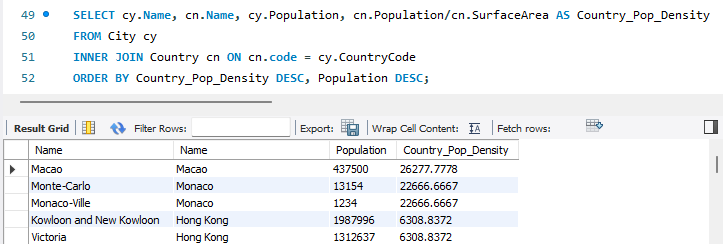 49 SELECT cy.Name, cn.Name, cy.Population, cn.Population/cn.SurfaceArea AS Country_Pop_Density
50 FROM City cy
51 INNER JOIN Country cn ON cn.code = cy.CountryCode
52 ORDER BY Country_Pop_Density DESC, Population DESC;
Result Grid Filter Rows: Export: Wrap Cell Content: Fetch rows:
Name Name Population Country_Pop_Density
Macao Macao 437500 26277.7778
Monte-Carlo Monaco 13154 22666.6667
Monaco-Ville Monaco 1234 22666.6667
Kowloon and New Kowloon Hong Kong 1987996 6308.8372
Victoria Hong Kong 1312637 6308.8372